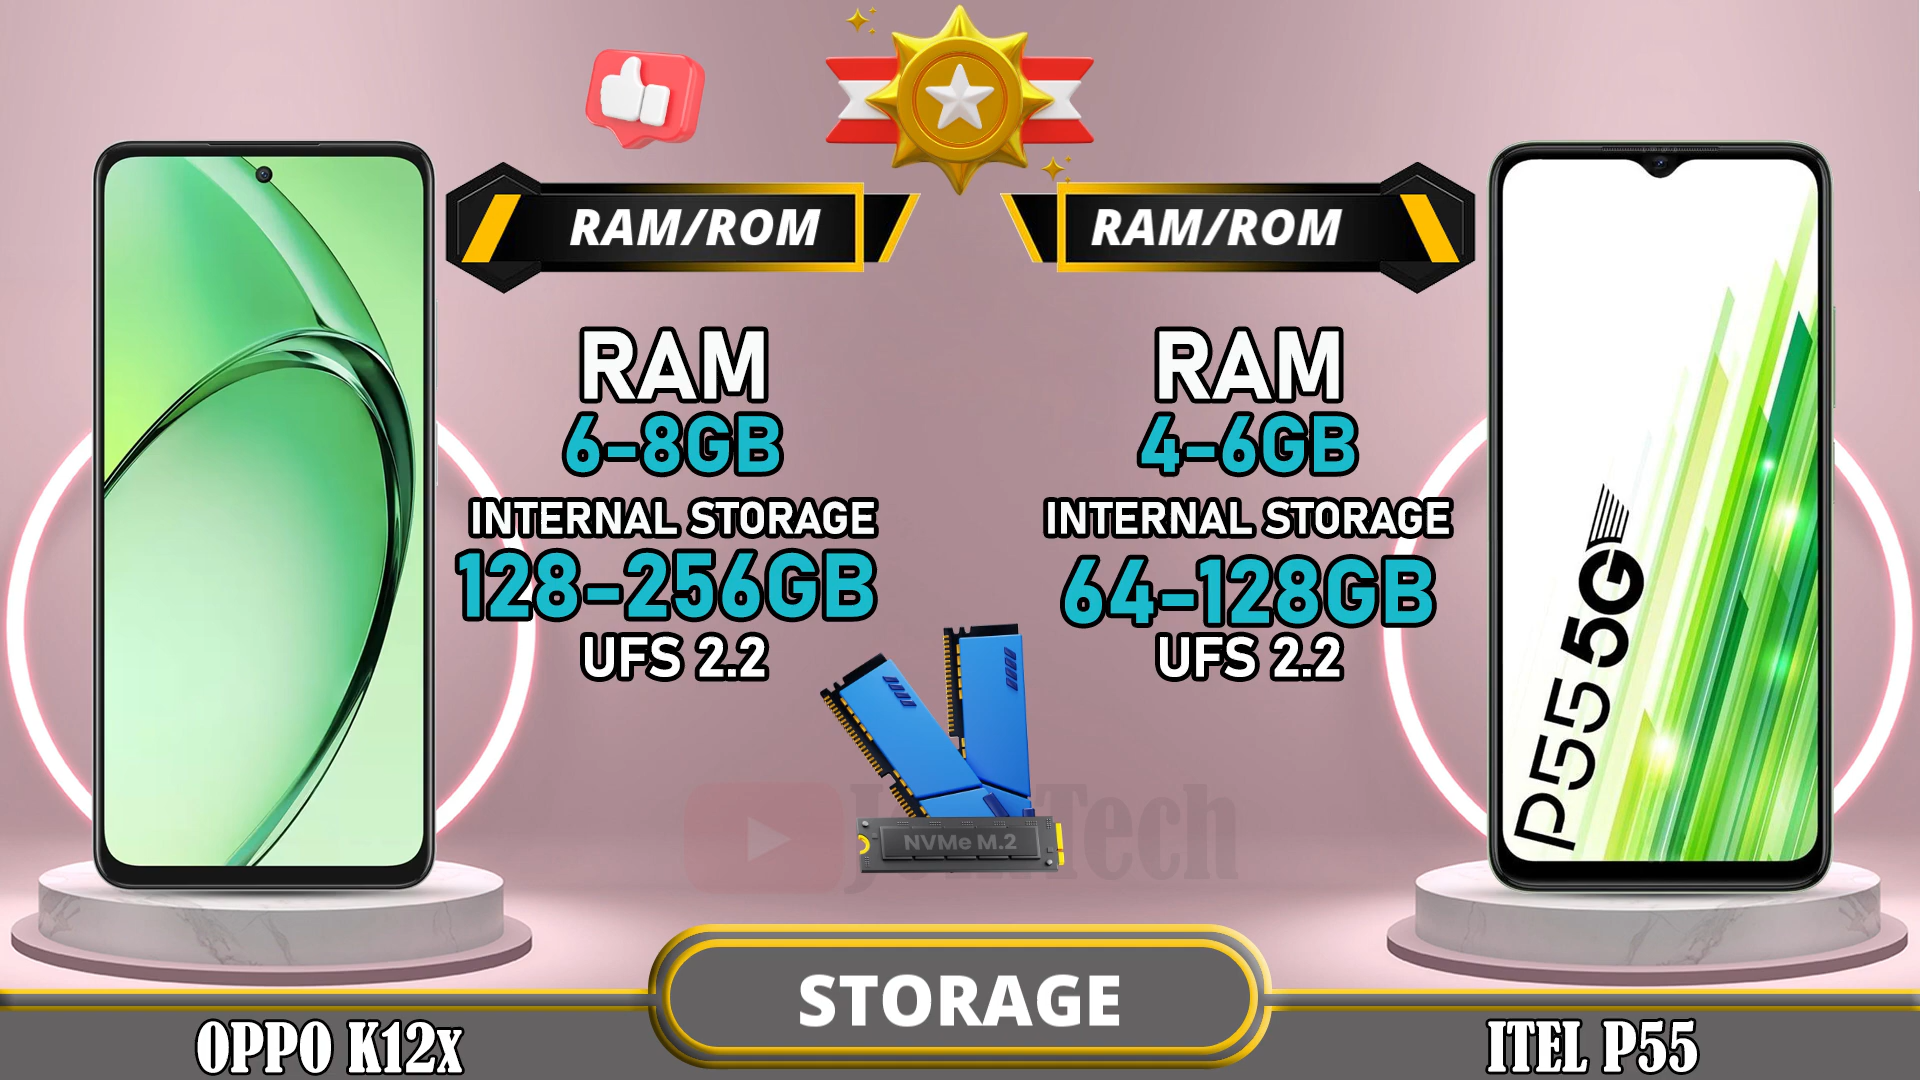 RAM/ROM
RAM/ROM
RAM
6-8GB
INTERNAL STORAGE
128-256GB
UFS 2.2
RAM
4-6GB
INTERNAL STORAGE
64-128GB
UFS 2.2
P55 5G
NVMe M.2
Tech
STORAGE
OPPO K12x
ITEL P55